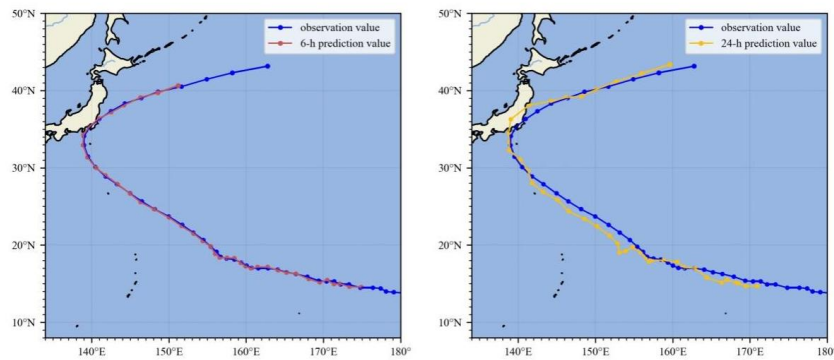 50°N
40°N
30°N
20°N
10°N
140°E
150°E
160°E
170°E
180°
observation value
6-h prediction value
50°N
40°N
30°N
20°N
10°N
140°E
150°E
160°E
170°E
180
observation value
24-h prediction value